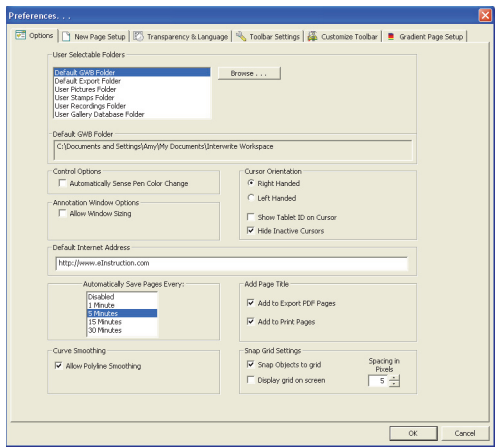 Preferences. . .
Options New Page Setup Transparency & Language Toolbar Settings Customize Toolbar Gradient Page Setup
User Selectable Folders
Default GWB Folder
Default Export Folder
User Pictures Folder
User Stamps Folder
User Recordings Folder
User Gallery Database Folder
Browse . . .
Default GWB Folder
C:\Documents and Settings\Amy\My Documents\Interwrite Workspace
Control Options
Automatically Sense Pen Color Change
Annotation Window Options
Allow Window Sizing
Cursor Orientation
Right Handed
Left Handed
Show Tablet ID on Cursor
Hide Inactive Cursors
Default Internet Address
http://www.eInstruction.com
Automatically Save Pages Every:
Disabled
1 Minute
5 Minutes
15 Minutes
30 Minutes
Add Page Title
Add to Export PDF Pages
Add to Print Pages
Curve Smoothing
Allow Polyline Smoothing
Snap Grid Settings
Snap Objects to grid
Display grid on screen
Spacing in
Pixels
5
OK Cancel